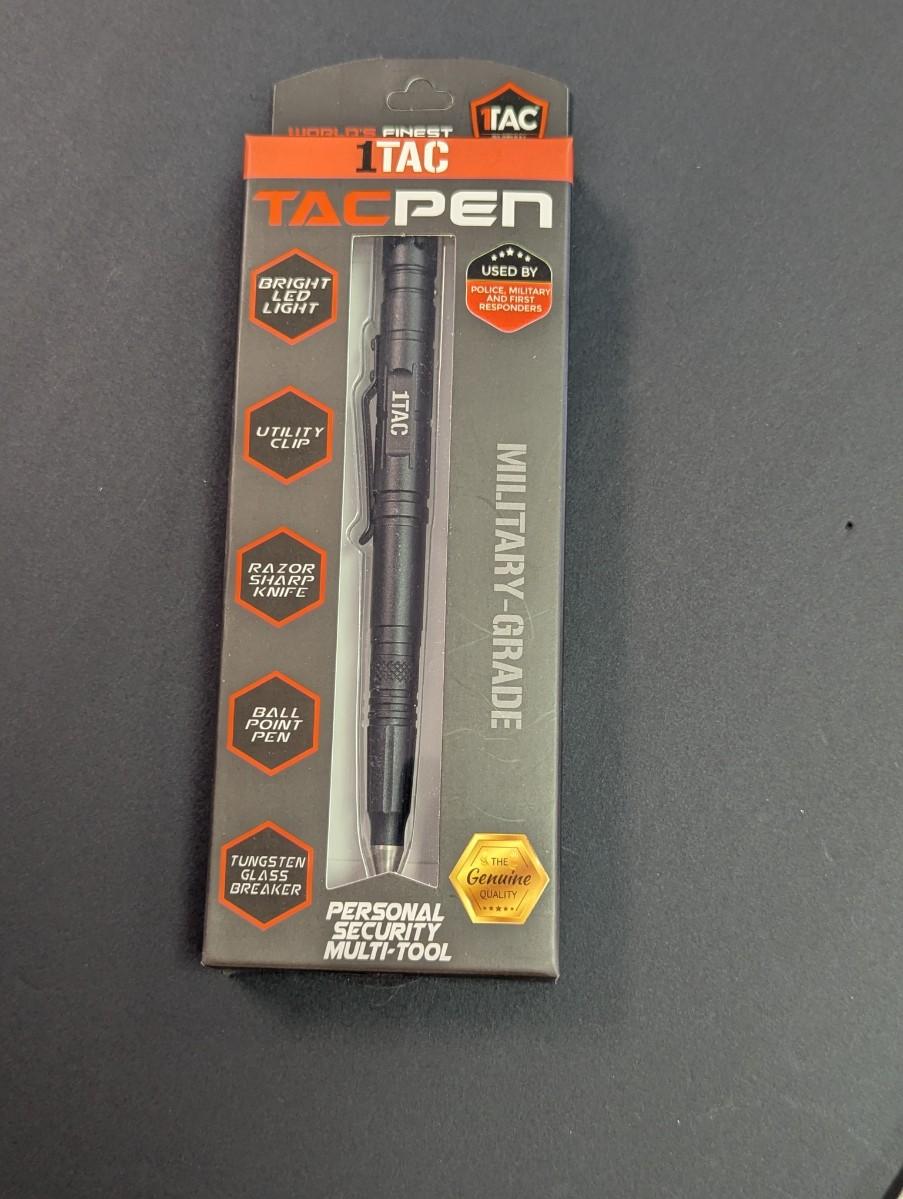 WORLD'S FINEST
1TAC
1TAC
TACPEN
BRIGHT
LED
LIGHT
USED BY
POLICE, MILITARY
AND FIRST
RESPONDERS
UTILITY
CLIP
1TAC
MILITARY-GRADE
RAZOR
SHARP
KNIFE
BALL
POINT
PEN
TUNGSTEN
GLASS
BREAKER
THE
Genuine
QUALITY
PERSONAL
SECURITY
MULTI-TOOL